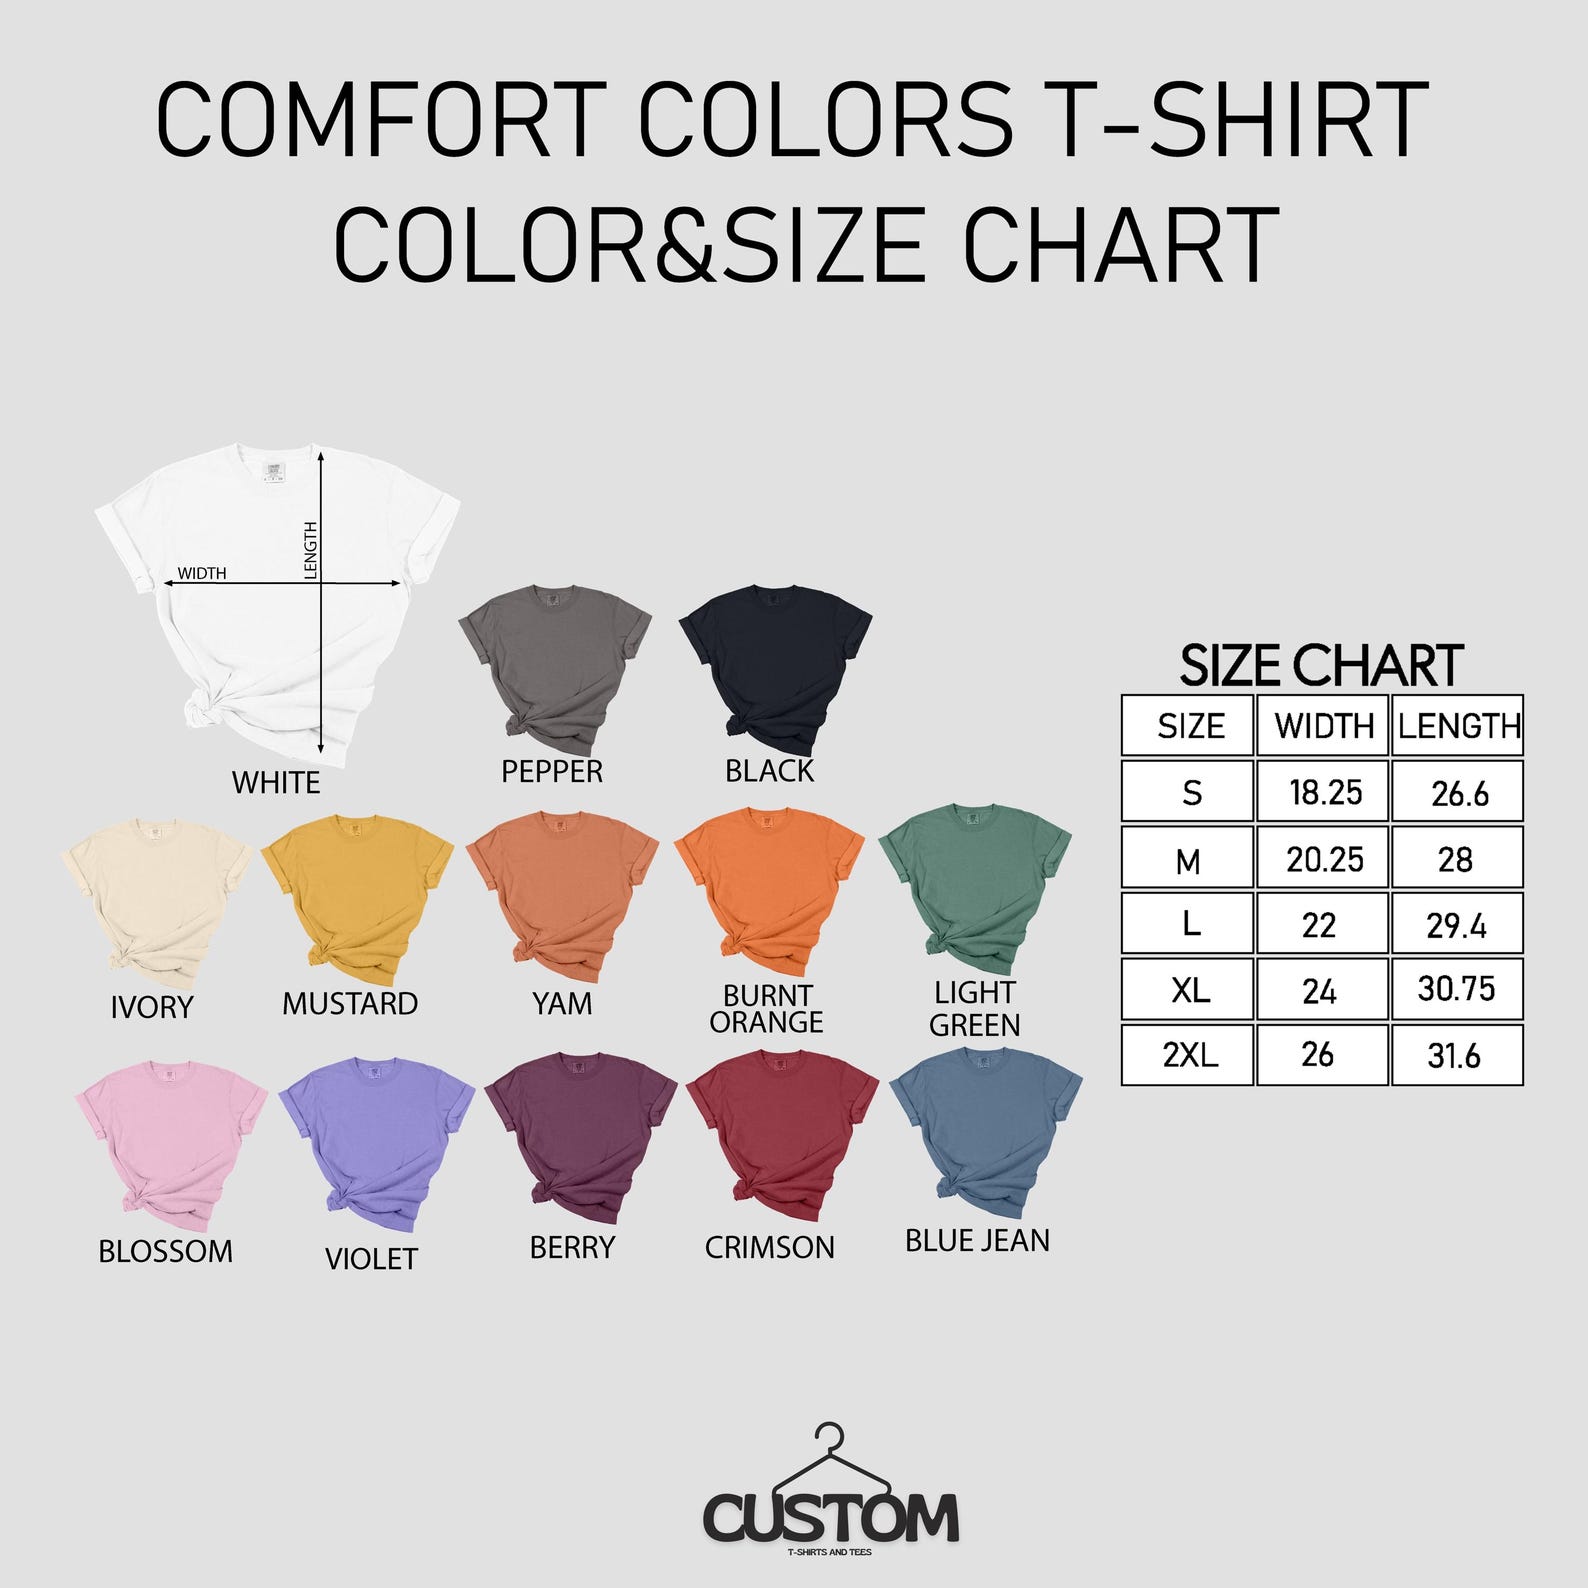 COMFORT COLORS T-SHIRT
COLOR&SIZE CHART
WIDTH
LENGTH
WHITE
PEPPER
BLACK
IVORY
MUSTARD
YAM
BURNT
ORANGE
LIGHT
GREEN
BLOSSOM
VIOLET
BERRY
CRIMSON
BLUE JEAN
SIZE CHART
SIZE WIDTH LENGTH
S 18.25 26.6
M 20.25 28
L 22 29.4
XL 24 30.75
2XL 26 31.6
CUSTOM
T-SHIRTS AND TEES